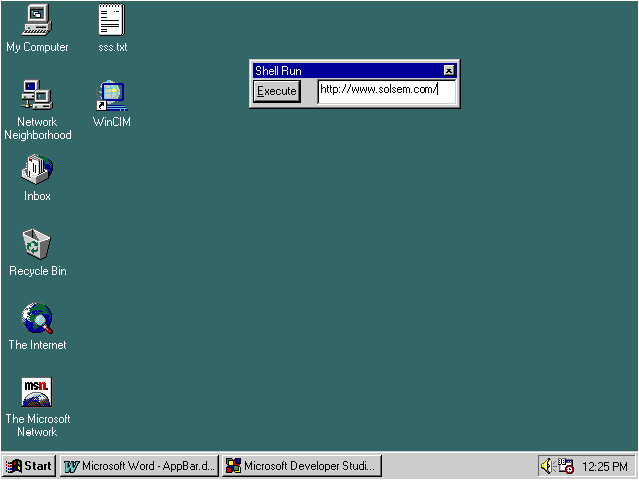 My Computer
sss.txt
Network
Neighborhood
WinCIM
Inbox
Recycle Bin
The Internet
msn.
The Microsoft
Network
Shell Run
Execute
http://www.solsem.com/
Start
Microsoft Word - AppBar.d...
Microsoft Developer Studi...
12:25 PM